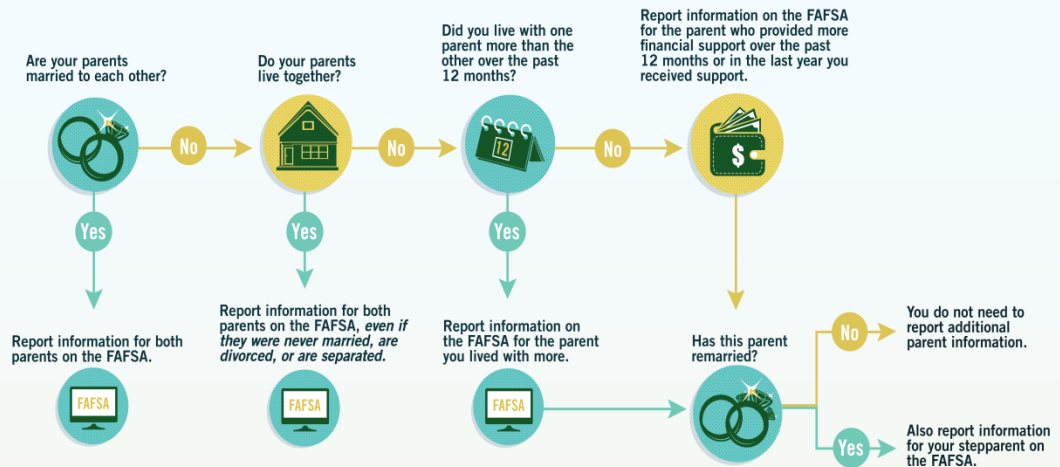 Are your parents
married to each other?
Do your parents
live together?
Did you live with one
parent more than the
other over the past
12 months?
Report information on the FAFSA
for the parent who provided more
financial support over the past
12 months or in the last year you
received support.
No
No
12
No
$
Yes
Yes
Yes
Report information for both
parents on the FAFSA.
FAFSA
Report information for both
parents on the FAFSA, even if
they were never married, are
divorced, or are separated.
FAFSA
Report information on
the FAFSA for the parent
you lived with more.
FAFSA
Has this parent
remarried?
No
You do not need to
report additional
parent information.
Yes
Also report information
for your stepparent on
the FAFSA.